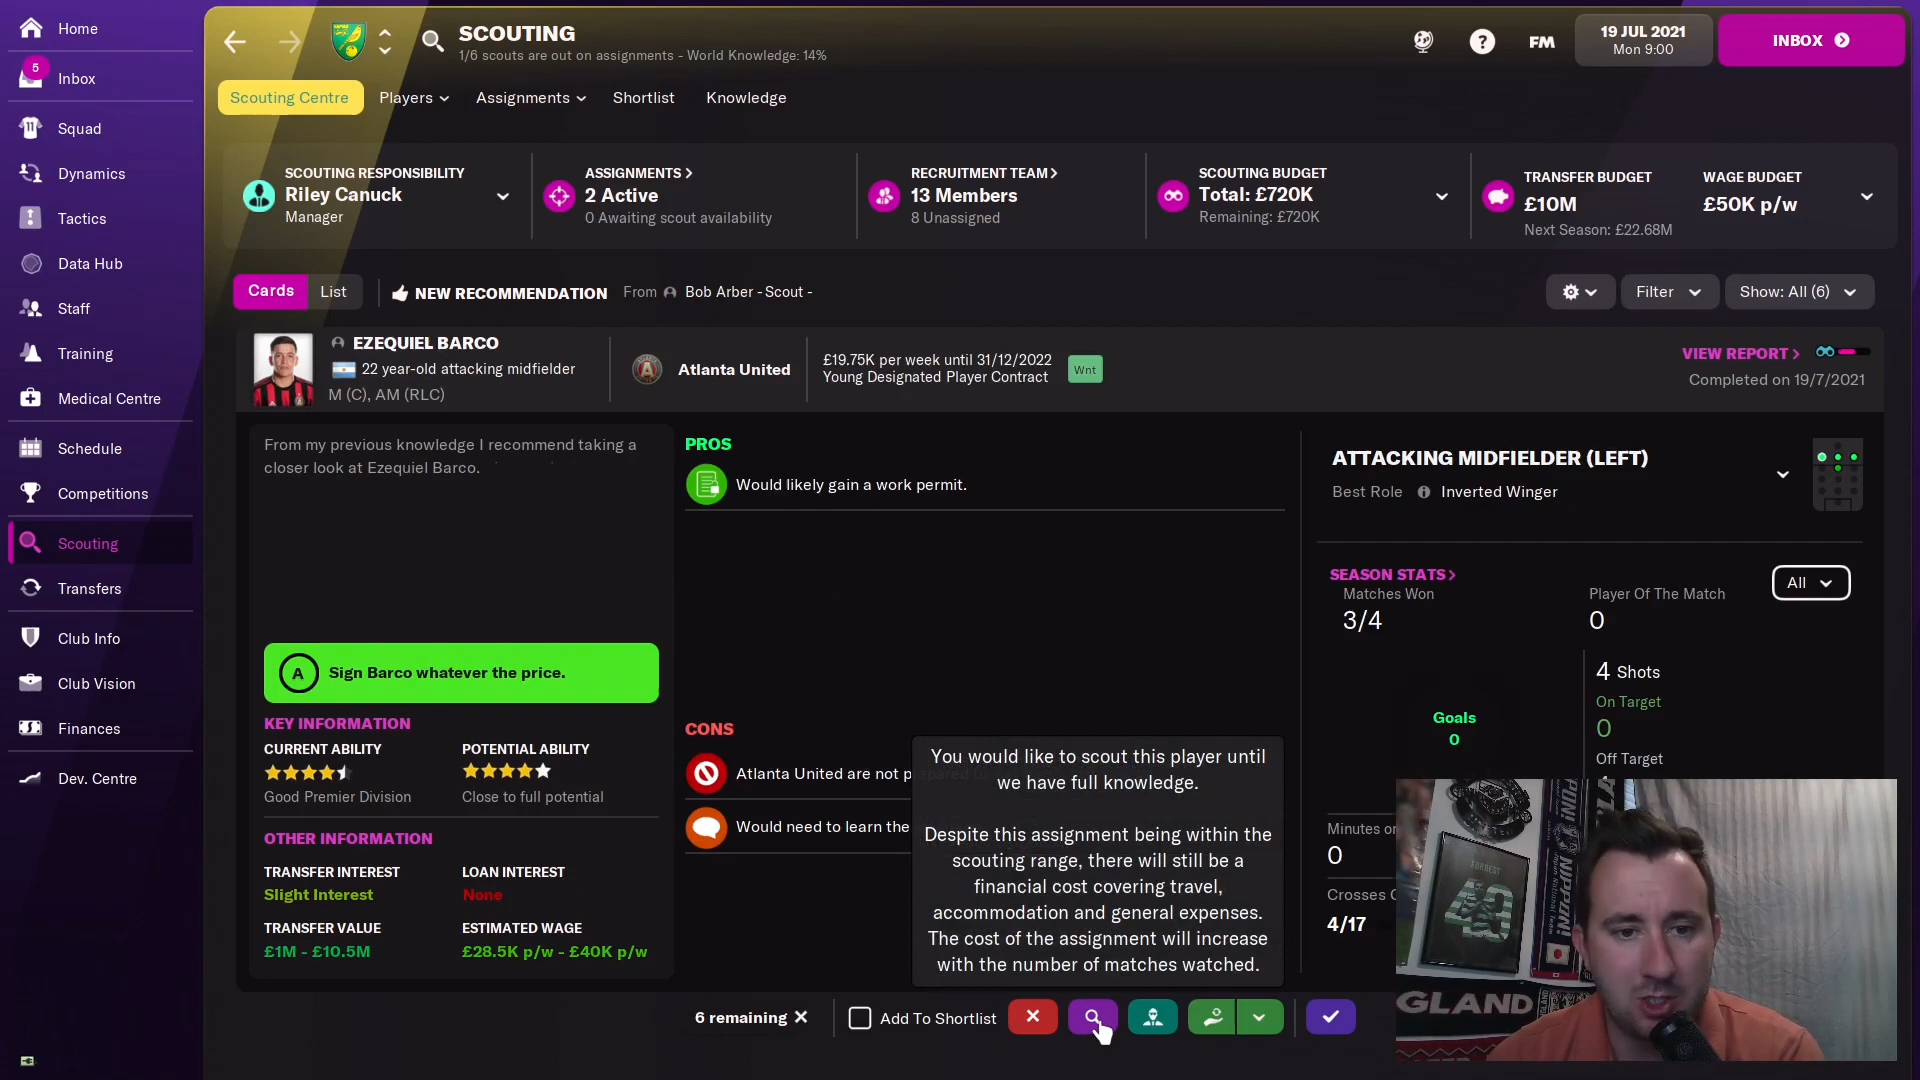 Home
5
Inbox
Squad
Dynamics
Tactics
Data Hub
Staff
Training
Medical Centre
Schedule
Competitions
Scouting
Transfers
Club Info
Club Vision
Finances
Dev. Centre
SCOUTING
1/6 scouts are out on assignments - World Knowledge: 14%
FM
19 JUL 2021
Mon 9:00
INBOX
Scouting Centre
Players
Assignments
Shortlist
Knowledge
SCOUTING RESPONSIBILITY
Riley Canuck
Manager
ASSIGNMENTS >
2 Active
0 Awaiting scout availability
RECRUITMENT TEAM >
13 Members
8 Unassigned
SCOUTING BUDGET
Total: £720K
Remaining: £720K
TRANSFER BUDGET
£10M
Next Season: £22.68M
WAGE BUDGET
£50K p/w
Cards
List
NEW RECOMMENDATION
From Bob Arber - Scout -
Filter
Show: All (6)
EZEQUIEL BARCO
22 year-old attacking midfielder
M (C), AM (RLC)
Atlanta United
£19.75K per week until 31/12/2022
Young Designated Player Contract
Wnt
VIEW REPORT >
Completed on 19/7/2021
From my previous knowledge I recommend taking a
closer look at Ezequiel Barco.
A
Sign Barco whatever the price.
KEY INFORMATION
CURRENT ABILITY
Good Premier Division
POTENTIAL ABILITY
Close to full potential
OTHER INFORMATION
TRANSFER INTEREST
Slight Interest
LOAN INTEREST
None
TRANSFER VALUE
£1M - £10.5M
ESTIMATED WAGE
£28.5K p/w - £40K p/w
PROS
Would likely gain a work permit.
CONS
Atlanta United are not
Would need to learn the
You would like to scout this player until
we have full knowledge.
Despite this assignment being within the
scouting range, there will still be a
financial cost covering travel,
accommodation and general expenses.
The cost of the assignment will increase
with the number of matches watched.
ATTACKING MIDFIELDER (LEFT)
Best Role Inverted Winger
SEASON STATS >
All
Matches Won
3/4
Player Of The Match
0
Goals
0
4 Shots
On Target
0
Off Target
Minutes
0
Crosses
4/17
6 remaining
Add To Shortlist
FORREST
49
NIPPON!
GLAND